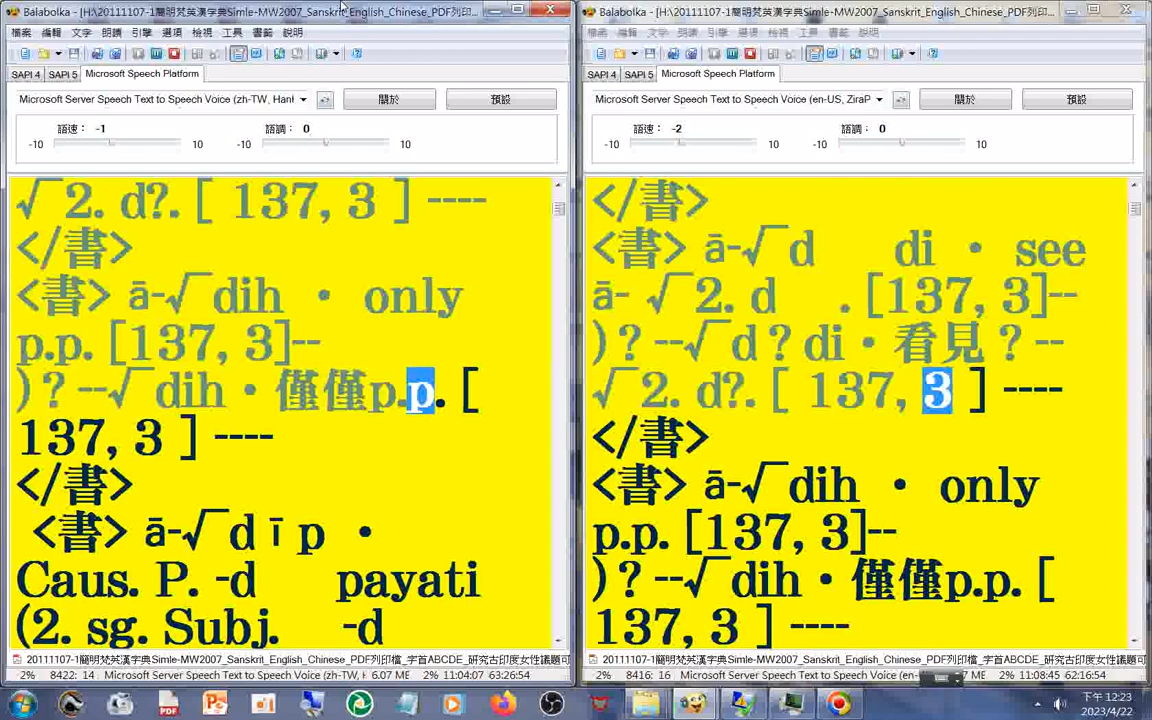 Balabolka - [H:\20111107-1簡明梵英漢字典Simle-MW2007_Sanskrit_English_Chinese_PDF列印...
檔案 編輯 文字 朗讀 引擎 選項 檢視 工具 書籤 說明
SAPI 4 SAPI 5 Microsoft Speech Platform
Microsoft Server Speech Text to Speech Voice (zh-TW, HanH 關於 預設
語速： -1 語調： 0
-10 10 -10 10
√2. d?. [ 137, 3 ] ----
</書>
<書> ā-√dih • only
p.p. [137, 3]--
)? --√dih • 僅僅p.p. [
137, 3 ] ----
</書>
<書> ā-√d ī p •
Caus. P. -d payati
(2. sg. Subj. -d
20111107-1簡明梵英漢字典Simle-MW2007_Sanskrit_English_Chinese_PDF列印檔_字首ABCDE_研究古印度女性議題可
2% 8422: 14 Microsoft Server Speech Text to Speech Voice (zh-TW, H 6.07 ME 2% 11:04:07 63:26:54
Balabolka - [H:\20111107-1簡明梵英漢字典Simle-MW2007_Sanskrit_English_Chinese_PDF列印...
檔案 編輯 文字 朗讀 引擎 選項 檢視 工具 書籤 說明
SAPI 4 SAPI 5 Microsoft Speech Platform
Microsoft Server Speech Text to Speech Voice (en-US, ZiraP 關於 預設
語速： -2 語調： 0
-10 10 -10 10
</書>
<書> ā-√d di • see
ā- √2. d . [137, 3]--
)? --√d?di • 看見?--
√2. d?. [ 137, 3 ] ----
</書>
<書> ā-√dih • only
p.p. [137, 3]--
)? --√dih • 僅僅p.p. [
137, 3 ] ----
20111107-1簡明梵英漢字典Simle-MW2007_Sanskrit_English_Chinese_PDF列印檔_字首ABCDE_研究古印度女性議題可
2% 8416: 16 Microsoft Server Speech Text to Speech Voice 2% 11:08:45 62:16:54
下午 12:23
2023/4/22